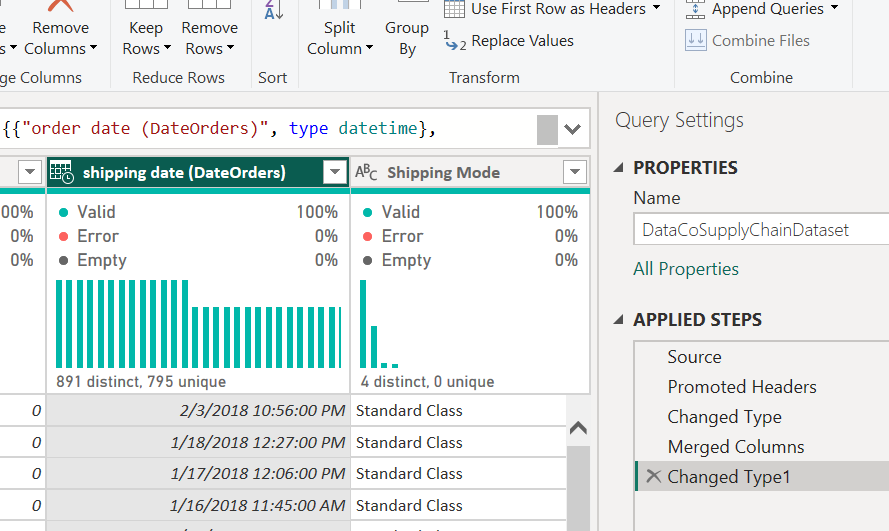 Remove
Columns
Keep
Rows
Remove
Rows
Split
Column
Group
By
Use First Row as Headers
Replace Values
Append Queries
Combine Files
ge Columns
Reduce Rows
Sort
Transform
Combine
{{"order date (DateOrders)", type datetime},
shipping date (DateOrders)
ABC Shipping Mode
00%
0%
0%
Valid 100%
Error 0%
Empty 0%
891 distinct, 795 unique
Valid 100%
Error 0%
Empty 0%
4 distinct, 0 unique
0 2/3/2018 10:56:00 PM Standard Class
0 1/18/2018 12:27:00 PM Standard Class
0 1/17/2018 12:06:00 PM Standard Class
0 1/16/2018 11:45:00 AM Standard Class
Query Settings
PROPERTIES
Name
DataCoSupplyChainDataset
All Properties
APPLIED STEPS
Source
Promoted Headers
Changed Type
Merged Columns
Changed Type1